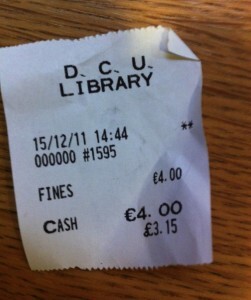 D. C. U.
LIBRARY
15/12/11 14:44 **
000000 #1595
FINES €4.00
CASH €4.00
£3.15